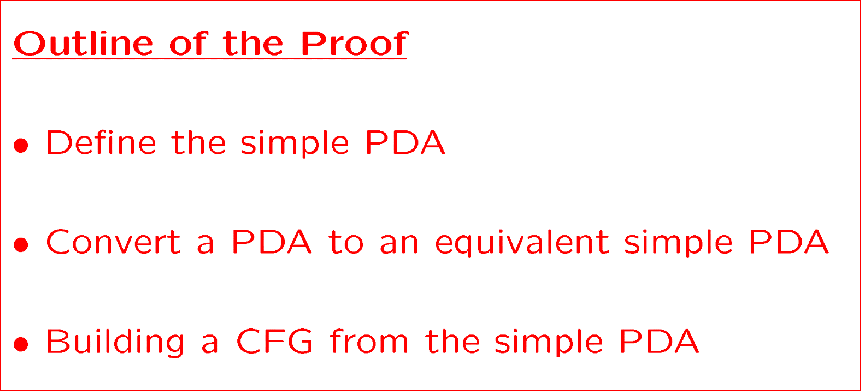 Outline of the Proof
• Define the simple PDA
• Convert a PDA to an equivalent simple PDA
• Building a CFG from the simple PDA